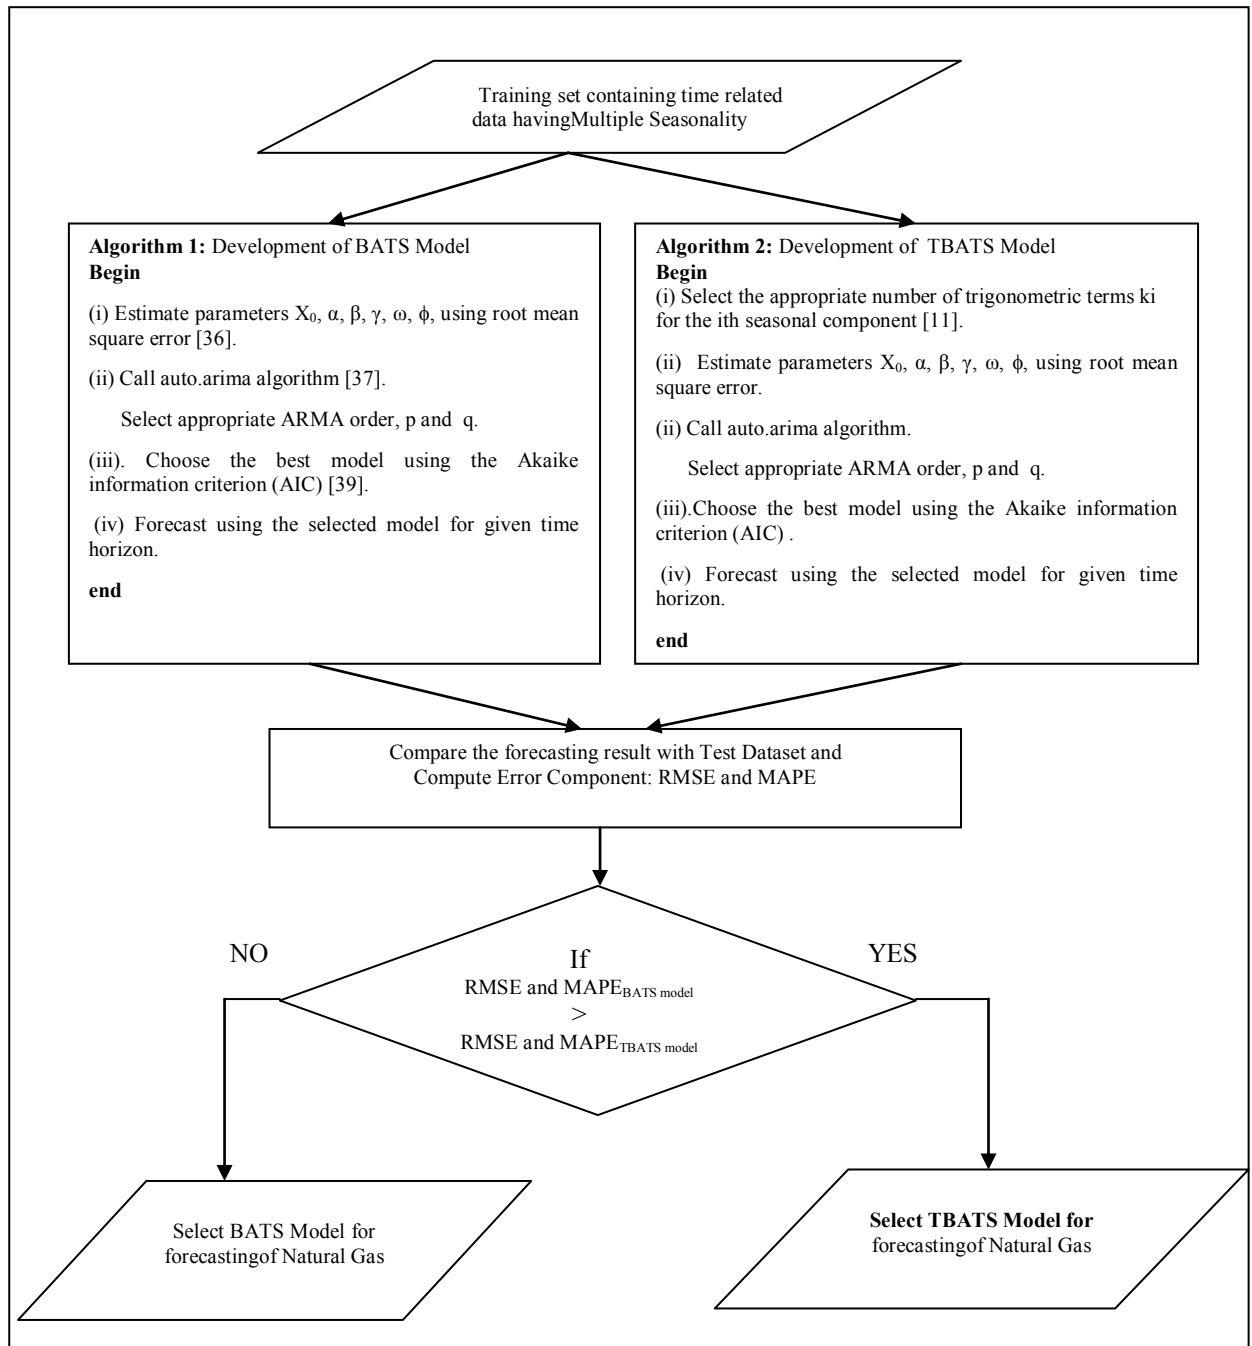 Training set containing time related
data havingMultiple Seasonality
Algorithm 1: Development of BATS Model
Begin
(i) Estimate parameters X₀, α, β, γ, ω, ϕ, using root mean
square error [36].
(ii) Call auto.arima algorithm [37].
Select appropriate ARMA order, p and q.
(iii). Choose the best model using the Akaike
information criterion (AIC) [39].
(iv) Forecast using the selected model for given time
horizon.
end
Algorithm 2: Development of TBATS Model
Begin
(i) Select the appropriate number of trigonometric terms ki
for the ith seasonal component [11].
(ii) Estimate parameters X₀, α, β, γ, ω, ϕ, using root mean
square error.
(ii) Call auto.arima algorithm.
Select appropriate ARMA order, p and q.
(iii).Choose the best model using the Akaike information
criterion (AIC) .
(iv) Forecast using the selected model for given time
horizon.
end
Compare the forecasting result with Test Dataset and
Compute Error Component: RMSE and MAPE
NO
YES
If
RMSE and MAPE BATS model
>
RMSE and MAPE TBATS model
Select BATS Model for
forecastingof Natural Gas
Select TBATS Model for
forecastingof Natural Gas